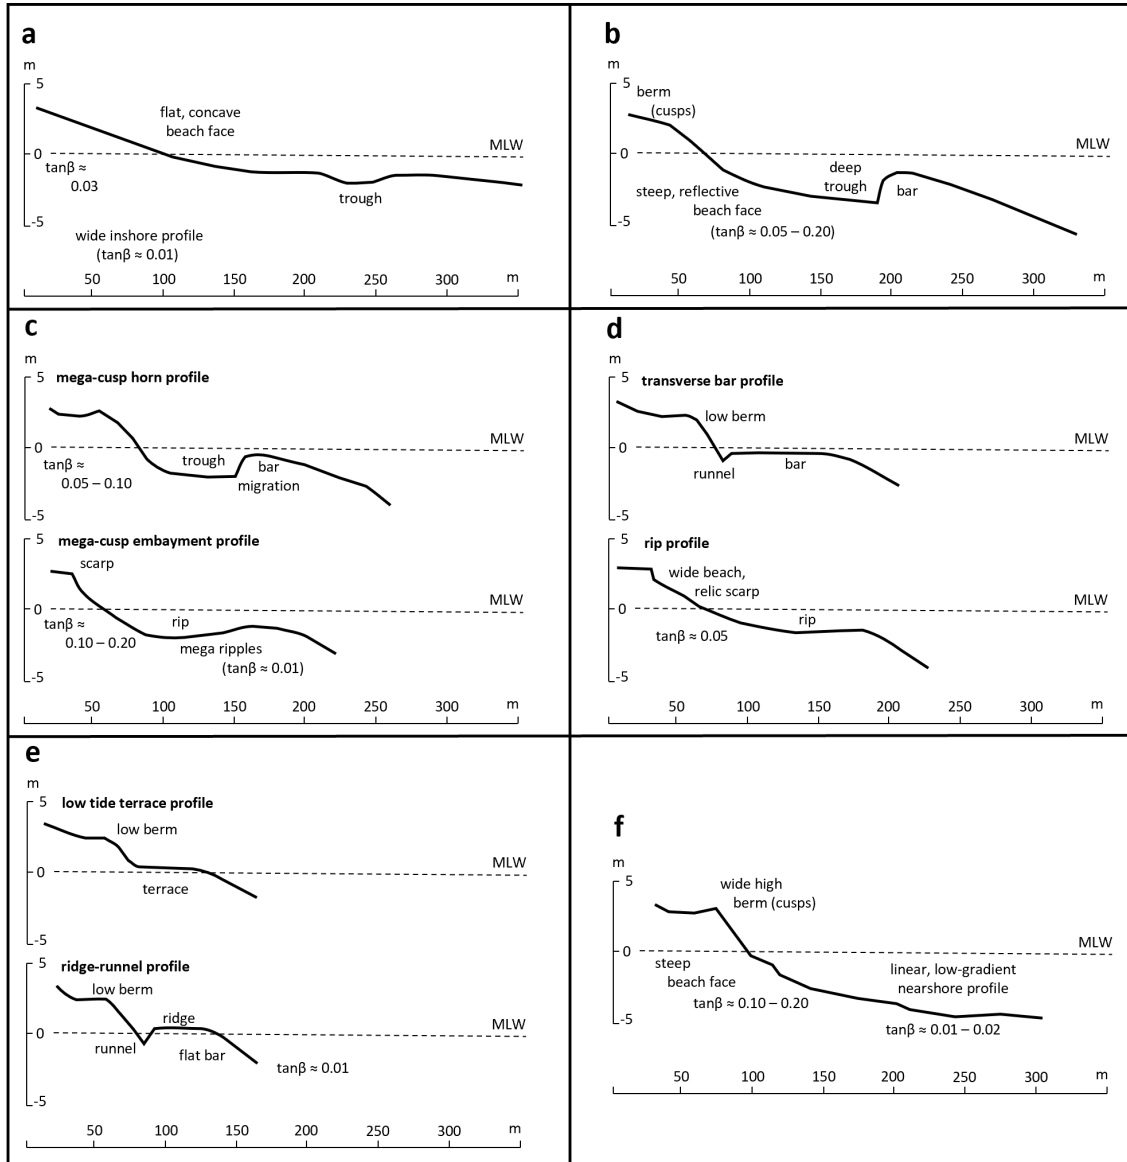 a
m
5
flat, concave
beach face
MLW
0
tanβ ≈
0.03
trough
-5
wide inshore profile
(tanβ ≈ 0.01)
50 100 150 200 250 300 m
b
m
5
berm
(cusps)
MLW
0
deep
trough
steep, reflective
beach face
bar
-5
(tanβ ≈ 0.05 – 0.20)
50 100 150 200 250 300 m
c
m
5
mega-cusp horn profile
MLW
0
trough
tanβ ≈
0.05 – 0.10
bar
migration
-5
5
mega-cusp embayment profile
scarp
MLW
0
tanβ ≈
0.10 – 0.20
rip
mega ripples
(tanβ ≈ 0.01)
-5
50 100 150 200 250 300 m
d
m
5
transverse bar profile
low berm
MLW
0
runnel
bar
-5
5
rip profile
wide beach,
relic scarp
MLW
0
rip
tanβ ≈ 0.05
-5
50 100 150 200 250 300 m
e
m
5
low tide terrace profile
low berm
MLW
0
terrace
-5
5
ridge-runnel profile
low berm
ridge
MLW
0
runnel
flat bar
tanβ ≈ 0.01
-5
50 100 150 200 250 300 m
f
m
5
wide high
berm (cusps)
MLW
0
steep
beach face
linear, low-gradient
nearshore profile
tanβ ≈ 0.10 – 0.20
-5
tanβ ≈ 0.01 – 0.02
50 100 150 200 250 300 m